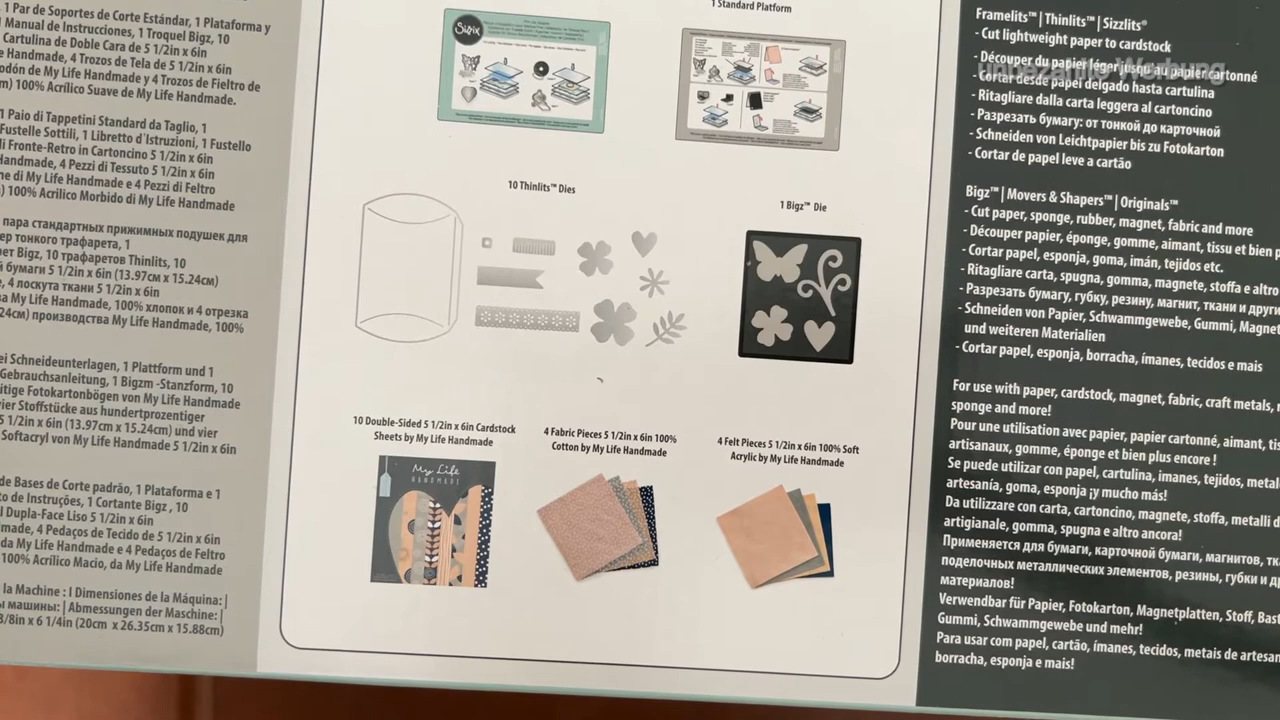 1 Par de Soportes de Corte Estándar, 1 Plataforma y
Manual de Instrucciones, 1 Troquel Bigz, 10
Cartulina de Doble Cara de 5 1/2in x 6in
Handmade, 4 Trozos de Tela de 5 1/2in x 6in
odón de My Life Handmade y 4 Trozos de Fieltro de
m) 100% Acrílico Suave de My Life Handmade.
1 Paio di Tappetini Standard da Taglio, 1
Fustelle Sottili, 1 Libretto d'Istruzioni, 1 Fustello
di Fronte-Retro in Cartoncino 5 1/2in x 6in
Handmade, 4 Pezzi di Tessuto 5 1/2in x 6in
ne di My Life Handmade e 4 Pezzi di Feltro
) 100% Acrilico Morbido di My Life Handmade
пара стандартных прижимных подушек для
ер тонкого трафарета, 1
ет Bigz, 10 трафаретов Thinlits, 10
й бумаги 5 1/2in x 6in (13.97см x 15.24см)
e, 4 лоскута ткани 5 1/2in x 6in
ва My Life Handmade, 100% хлопок и 4 отрезка
24см) производства My Life Handmade, 100%
ei Schneideunterlagen, 1 Plattform und 1
Gebrauchsanleitung, 1 Bigzm -Stanzform, 10
itige Fotokartonbögen von My Life Handmade
vier Stoffstücke aus hundertprozentiger
5 1/2in x 6in (13.97cm x 15.24cm) und vier
Softacryl von My Life Handmade 5 1/2in x 6in
de Bases de Corte padrão, 1 Plataforma e 1
to de Instruções, 1 Cortante Bigz , 10
l Dupla-Face Liso 5 1/2in x 6in
made, 4 Pedaços de Tecido de 5 1/2in x 6in
da My Life Handmade e 4 Pedaços de Feltro
100% Acrílico Macio, da My Life Handmade
la Machine : l Dimensiones de la Máquina: |
ы машины: | Abmessungen der Maschine: |
3/8in x 6 1/4in (20cm x 26.35cm x 15.88cm)
1 Standard Platform
Sizzix
10 Thinlits™ Dies
1 Bigz™ Die
10 Double-Sided 5 1/2in x 6in Cardstock
Sheets by My Life Handmade
My Life
HANDMADE
4 Fabric Pieces 5 1/2in x 6in 100%
Cotton by My Life Handmade
4 Felt Pieces 5 1/2in x 6in 100% Soft
Acrylic by My Life Handmade
Framelits™ | Thinlits™ | Sizzlits®
- Cut lightweight paper to cardstock
- Découper du papier léger jusqu'au papier cartonné
- Cortar desde papel delgado hasta cartulina
- Ritagliare dalla carta leggera al cartoncino
- Разрезать бумагу: от тонкой до карточной
- Schneiden von Leichtpapier bis zu Fotokarton
- Cortar de papel leve a cartão
unbezahlte Werbung
Bigz™ | Movers & Shapers™ | Originals™
- Cut paper, sponge, rubber, magnet, fabric and more
- Découper papier, éponge, gomme, aimant, tissu et bien p
- Cortar papel, esponja, goma, imán, tejidos etc.
- Ritagliare carta, spugna, gomma, magnete, stoffa e altro
- Разрезать бумагу, губку, резину, магнит, ткани и други
- Schneiden von Papier, Schwammgewebe, Gummi, Magnet
und weiteren Materialien
- Cortar papel, esponja, borracha, ímanes, tecidos e mais
For use with paper, cardstock, magnet, fabric, craft metals,
sponge and more!
Pour une utilisation avec papier, papier cartonné, aimant, tis
artisanaux, gomme, éponge et bien plus encore !
Se puede utilizar con papel, cartulina, imanes, tejidos, metal
artesanía, goma, esponja ¡y mucho más!
Da utilizzare con carta, cartoncino, magnete, stoffa, metalli d
artigianale, gomma, spugna e altro ancora!
Применяется для бумаги, карточной бумаги, магнитов, тк
поделочных металлических элементов, резины, губки и д
материалов!
Verwendbar für Papier, Fotokarton, Magnetplatten, Stoff, Bast
Gummi, Schwammgewebe und mehr!
Para usar com papel, cartão, ímanes, tecidos, metais de artesan
borracha, esponja e mais!